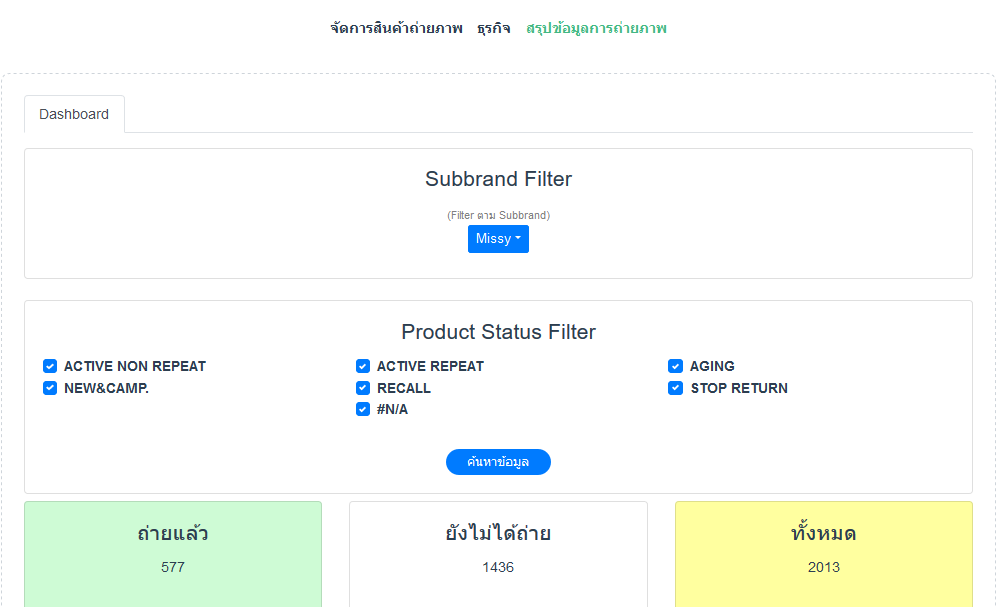 จัดการสินค้าถ่ายภาพ ธุรกิจ สรุปข้อมูลการถ่ายภาพ
Dashboard
Subbrand Filter
(Filter ตาม Subbrand)
Missy
Product Status Filter
ACTIVE NON REPEAT ACTIVE REPEAT AGING
NEW&CAMP. RECALL STOP RETURN
#N/A
ค้นหาข้อมูล
ถ่ายแล้ว ยังไม่ได้ถ่าย ทั้งหมด
577 1436 2013